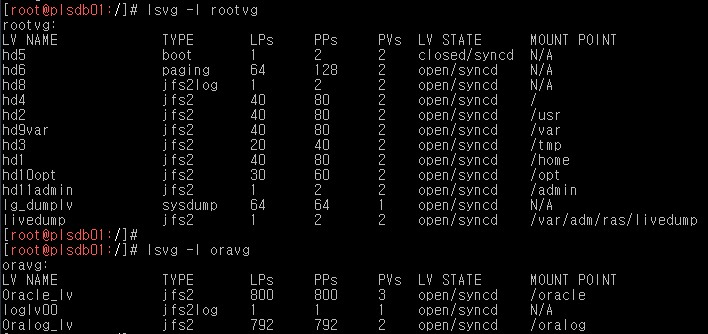 [root@plsdb01:/]# lsvg -l rootvg
rootvg:
LV NAME TYPE LPs PPs PVs LV STATE MOUNT POINT
hd5 boot 1 2 2 closed/syncd N/A
hd6 paging 64 128 2 open/syncd N/A
hd8 jfs2log 1 2 2 open/syncd N/A
hd4 jfs2 40 80 2 open/syncd /
hd2 jfs2 40 80 2 open/syncd /usr
hd9var jfs2 40 80 2 open/syncd /var
hd3 jfs2 20 40 2 open/syncd /tmp
hd1 jfs2 40 80 2 open/syncd /home
hd10opt jfs2 30 60 2 open/syncd /opt
hd11admin jfs2 1 2 2 open/syncd /admin
lg_dumplv sysdump 64 64 1 open/syncd N/A
livedump jfs2 1 2 2 open/syncd /var/adm/ras/livedump
[root@plsdb01:/]#
[root@plsdb01:/]# lsvg -l oravg
oravg:
LV NAME TYPE LPs PPs PVs LV STATE MOUNT POINT
Oracle_lv jfs2 800 800 3 open/syncd /oracle
loglv00 jfs2log 1 1 1 open/syncd N/A
Oralog_lv jfs2 792 792 2 open/syncd /oralog